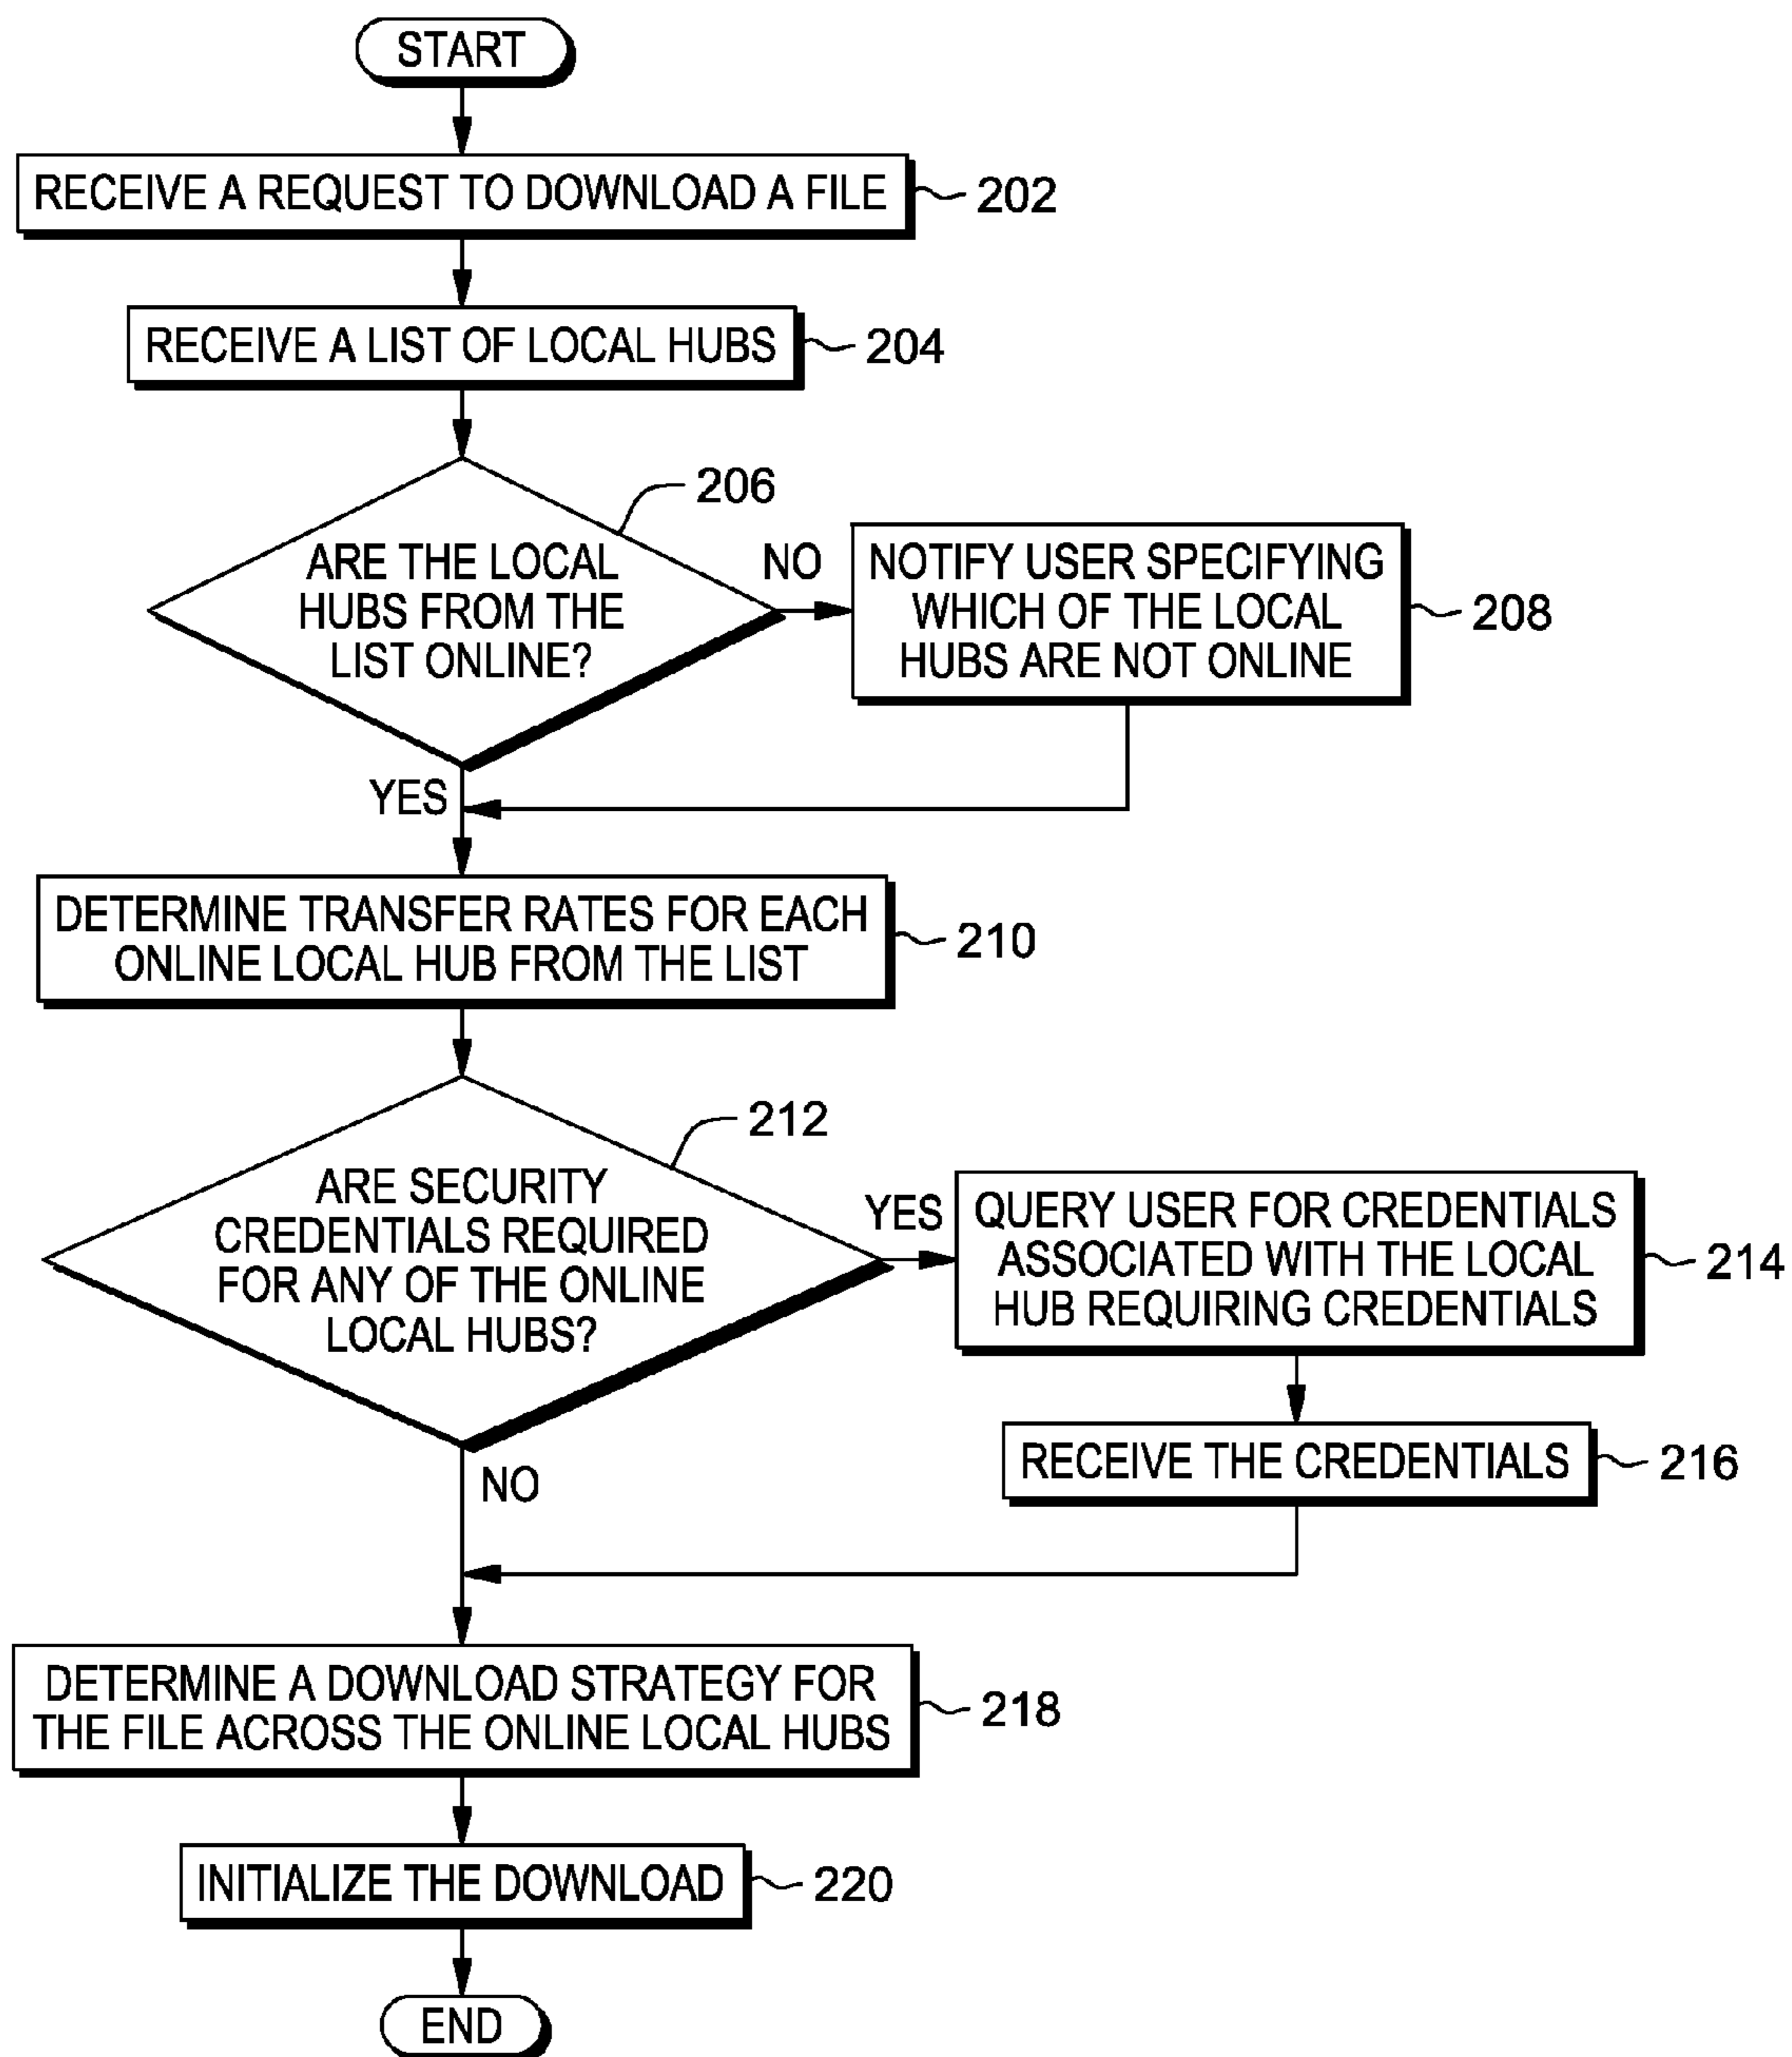 START
RECEIVE A REQUEST TO DOWNLOAD A FILE
202
RECEIVE A LIST OF LOCAL HUBS
204
206
ARE THE LOCAL
HUBS FROM THE
LIST ONLINE?
NO
NOTIFY USER SPECIFYING
WHICH OF THE LOCAL
HUBS ARE NOT ONLINE
208
YES
DETERMINE TRANSFER RATES FOR EACH
ONLINE LOCAL HUB FROM THE LIST
210
212
ARE SECURITY
CREDENTIALS REQUIRED
FOR ANY OF THE ONLINE
LOCAL HUBS?
YES
QUERY USER FOR CREDENTIALS
ASSOCIATED WITH THE LOCAL
HUB REQUIRING CREDENTIALS
214
RECEIVE THE CREDENTIALS
216
NO
DETERMINE A DOWNLOAD STRATEGY FOR
THE FILE ACROSS THE ONLINE LOCAL HUBS
218
INITIALIZE THE DOWNLOAD
220
END